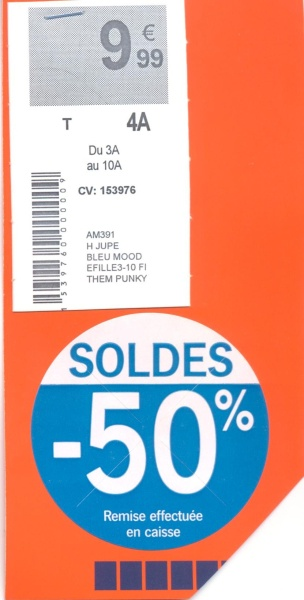 9 €
99
T 4A
Du 3A
au 10A
CV: 153976
AM391
H JUPE
BLEU MOOD
EFILLE3-10 FI
THEM PUNKY
1539760000009
SOLDES
-50%
Remise effectuée
en caisse